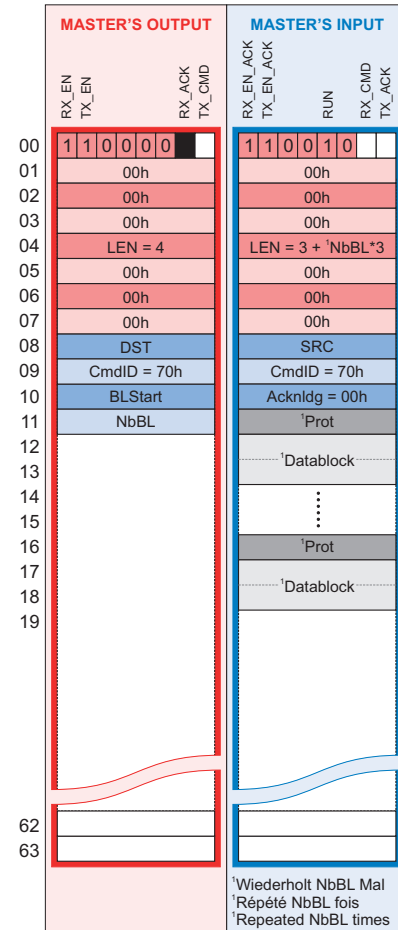 MASTER'S OUTPUT MASTER'S INPUT
RX_EN TX_EN RX_ACK TX_CMD RX_EN_ACK TX_EN_ACK RUN RX_CMD TX_ACK
00 1 1 0 0 0 0 1 1 0 0 1 0
01 00h 00h
02 00h 00h
03 00h 00h
04 LEN = 4 LEN = 3 + ¹NbBL*3
05 00h 00h
06 00h 00h
07 00h 00h
08 DST SRC
09 CmdID = 70h CmdID = 70h
10 BLStart Acknldg = 00h
11 NbBL ¹Prot
12
¹Datablock
13
14
15
16 ¹Prot
17
¹Datablock
18
19
62
63
¹Wiederholt NbBL Mal
¹Répété NbBL fois
¹Repeated NbBL times